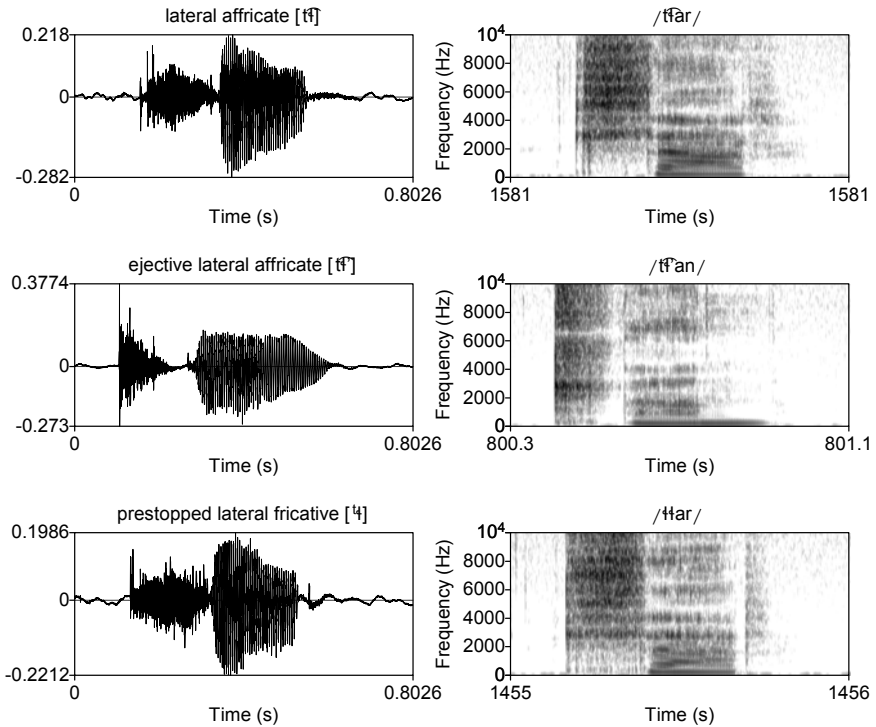 lateral affricate [t͡ɬ]
0.218
0
-0.282
0
0.8026
Time (s)
/t͡ɬar/
Frequency (Hz)
10⁴
8000
6000
4000
2000
0
1581
1581
Time (s)
ejective lateral affricate [t͡ɬʼ]
0.3774
0
-0.273
0
0.8026
Time (s)
/t͡ɬʼan/
Frequency (Hz)
10⁴
8000
6000
4000
2000
0
800.3
801.1
Time (s)
prestopped lateral fricative [ᵗɬ]
0.1986
0
-0.2212
0
0.8026
Time (s)
/ɬɬar/
Frequency (Hz)
10⁴
8000
6000
4000
2000
0
1455
1456
Time (s)